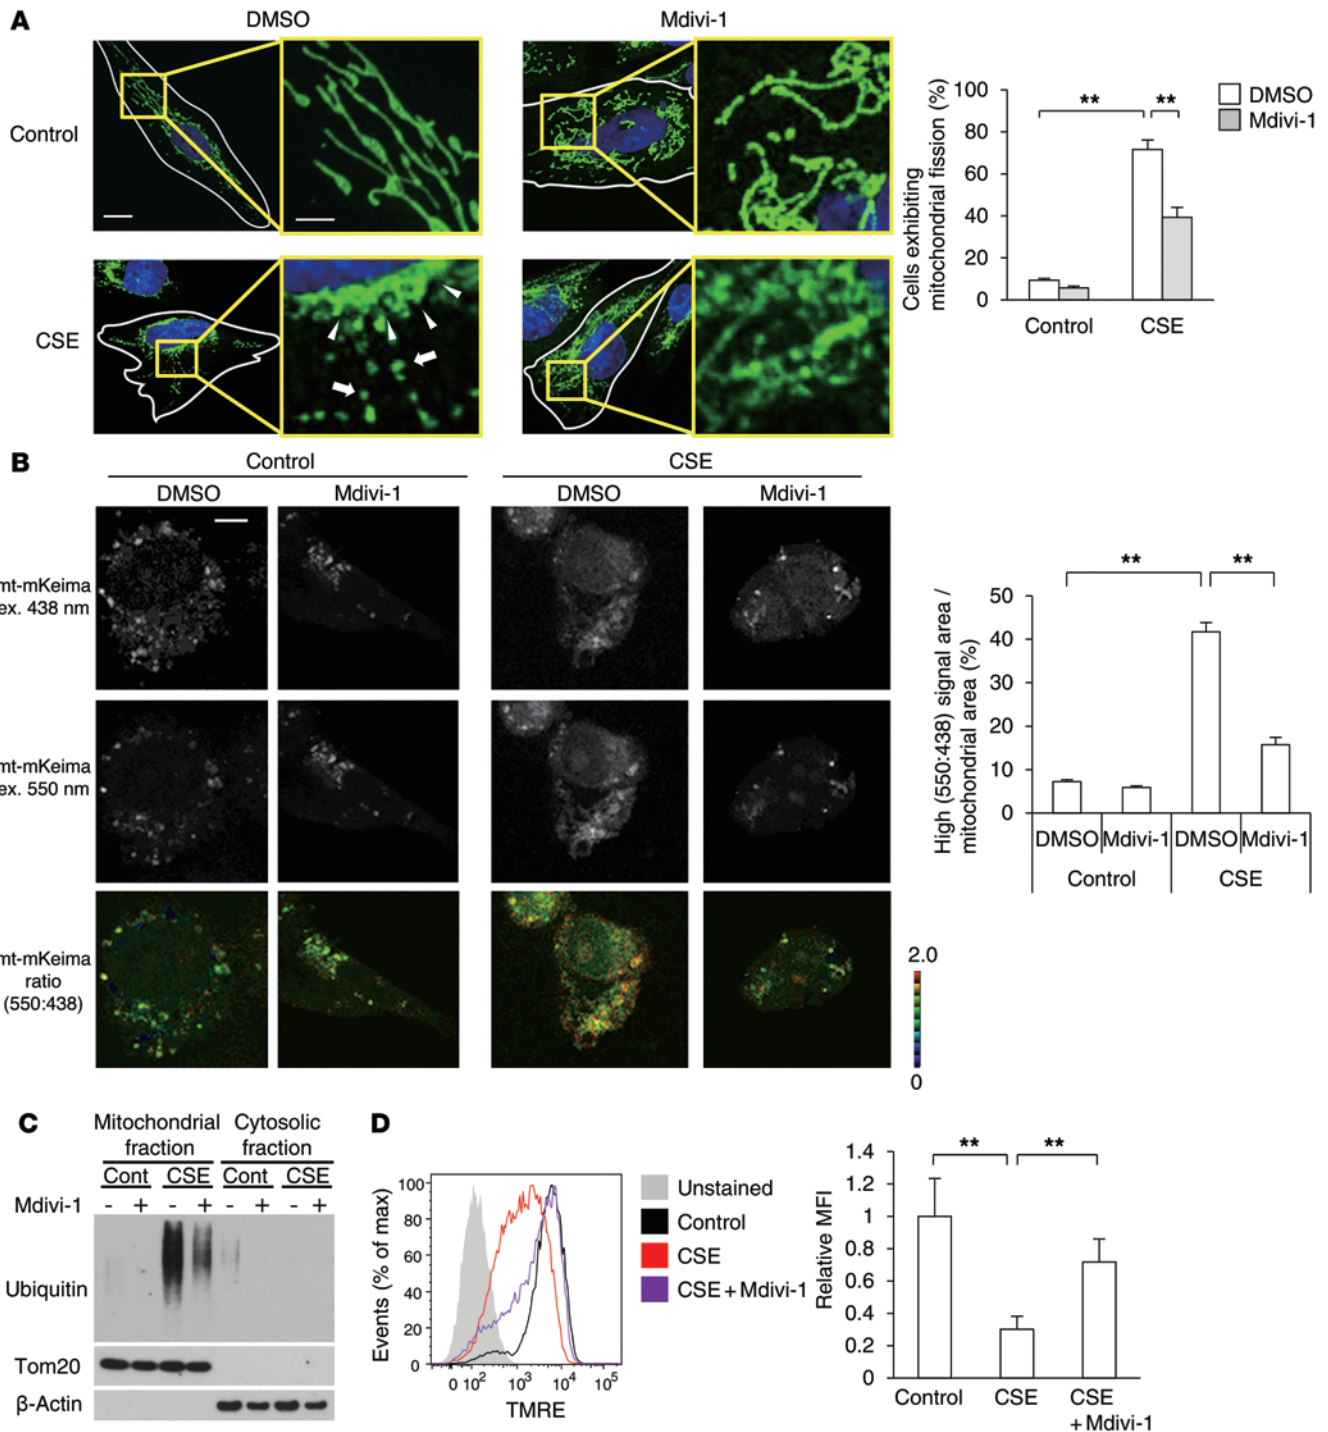 A
DMSO
Mdivi-1
Control
CSE
Cells exhibiting
mitochondrial fission (%)
100
80
60
40
20
0
**
**
DMSO
Mdivi-1
Control
CSE
B
Control
CSE
DMSO
Mdivi-1
DMSO
Mdivi-1
mt-mKeima
ex. 438 nm
mt-mKeima
ex. 550 nm
mt-mKeima
ratio
(550:438)
2.0
0
High (550:438) signal area /
mitochondrial area (%)
50
40
30
20
10
0
**
**
DMSO
Mdivi-1
DMSO
Mdivi-1
Control
CSE
C
Mitochondrial
fraction
Cytosolic
fraction
Cont
CSE
Cont
CSE
Mdivi-1
- + - + - + - +
Ubiquitin
Tom20
β-Actin
D
Events (% of max)
100
80
60
40
20
0
0 10² 10³ 10⁴ 10⁵
TMRE
Unstained
Control
CSE
CSE + Mdivi-1
Relative MFI
1.4
1.2
1
0.8
0.6
0.4
0.2
0
**
**
Control
CSE
CSE
+ Mdivi-1